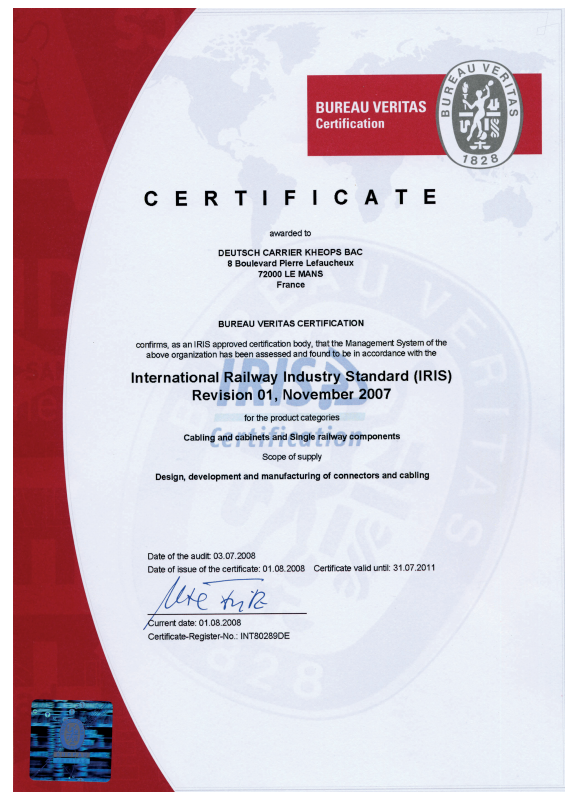 BUREAU VERITAS
Certification
BUREAU VERITAS
1828
CERTIFICATE
awarded to
DEUTSCH CARRIER KHEOPS BAC
8 Boulevard Pierre Lefaucheux
72000 LE MANS
France
BUREAU VERITAS CERTIFICATION
confirms, as an IRIS approved certification body, that the Management System of the
above organization has been assessed and found to be in accordance with the
IRIS
International Railway Industry Standard (IRIS)
Revision 01, November 2007
for the product categories
Certification
Cabling and cabinets and Single railway components
Scope of supply
Design, development and manufacturing of connectors and cabling
Date of the audit: 03.07.2008
Date of issue of the certificate: 01.08.2008 Certificate valid until: 31.07.2011
Current date: 01.08.2008
Certificate-Register-No.: INT80289DE
BUREAU VERITAS
1828